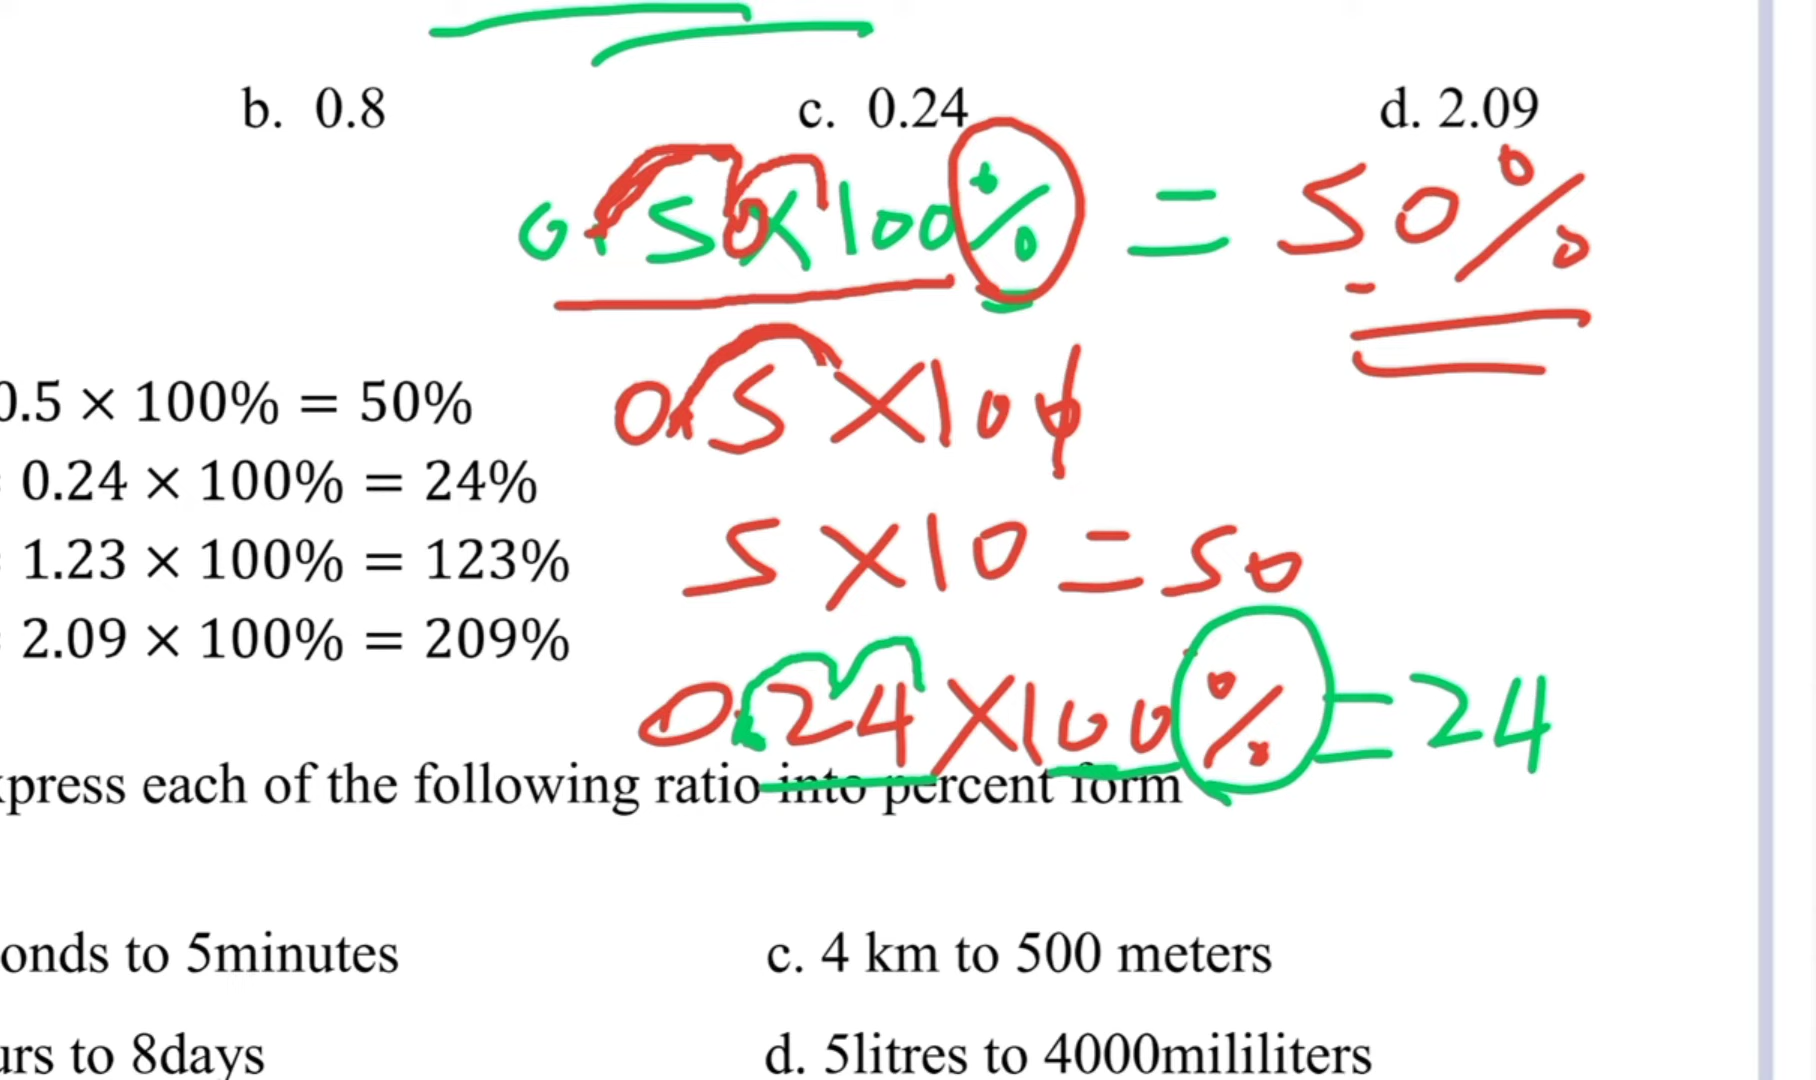 b. 0.8 c. 0.24 d. 2.09
0.50×100% = 50%
0.5 × 100% = 50% 0.5 ×100
= 0.24 × 100% = 24%
5 ×10 = 50
= 1.23 × 100% = 123%
= 2.09 × 100% = 209%
0.24 ×100% = 24
xpress each of the following ratio into percent form
onds to 5minutes c. 4 km to 500 meters
urs to 8days d. 5litres to 4000mililiters